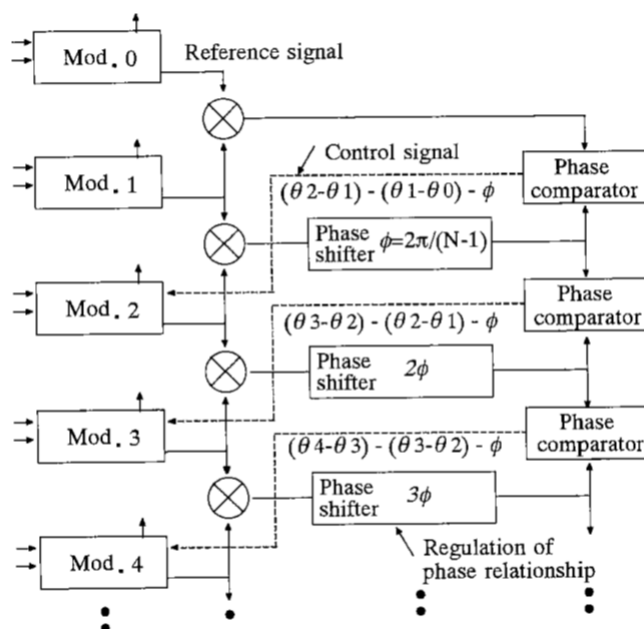 Mod. 0
Reference signal
Mod. 1
Control signal
Phase
comparator
(θ2-θ1) - (θ1-θ0) - ϕ
Phase
shifter ϕ=2π/(N-1)
Mod. 2
Phase
comparator
(θ3-θ2) - (θ2-θ1) - ϕ
Phase
shifter 2ϕ
Mod. 3
Phase
comparator
(θ4-θ3) - (θ3-θ2) - ϕ
Phase
shifter 3ϕ
Mod. 4
Regulation of
phase relationship